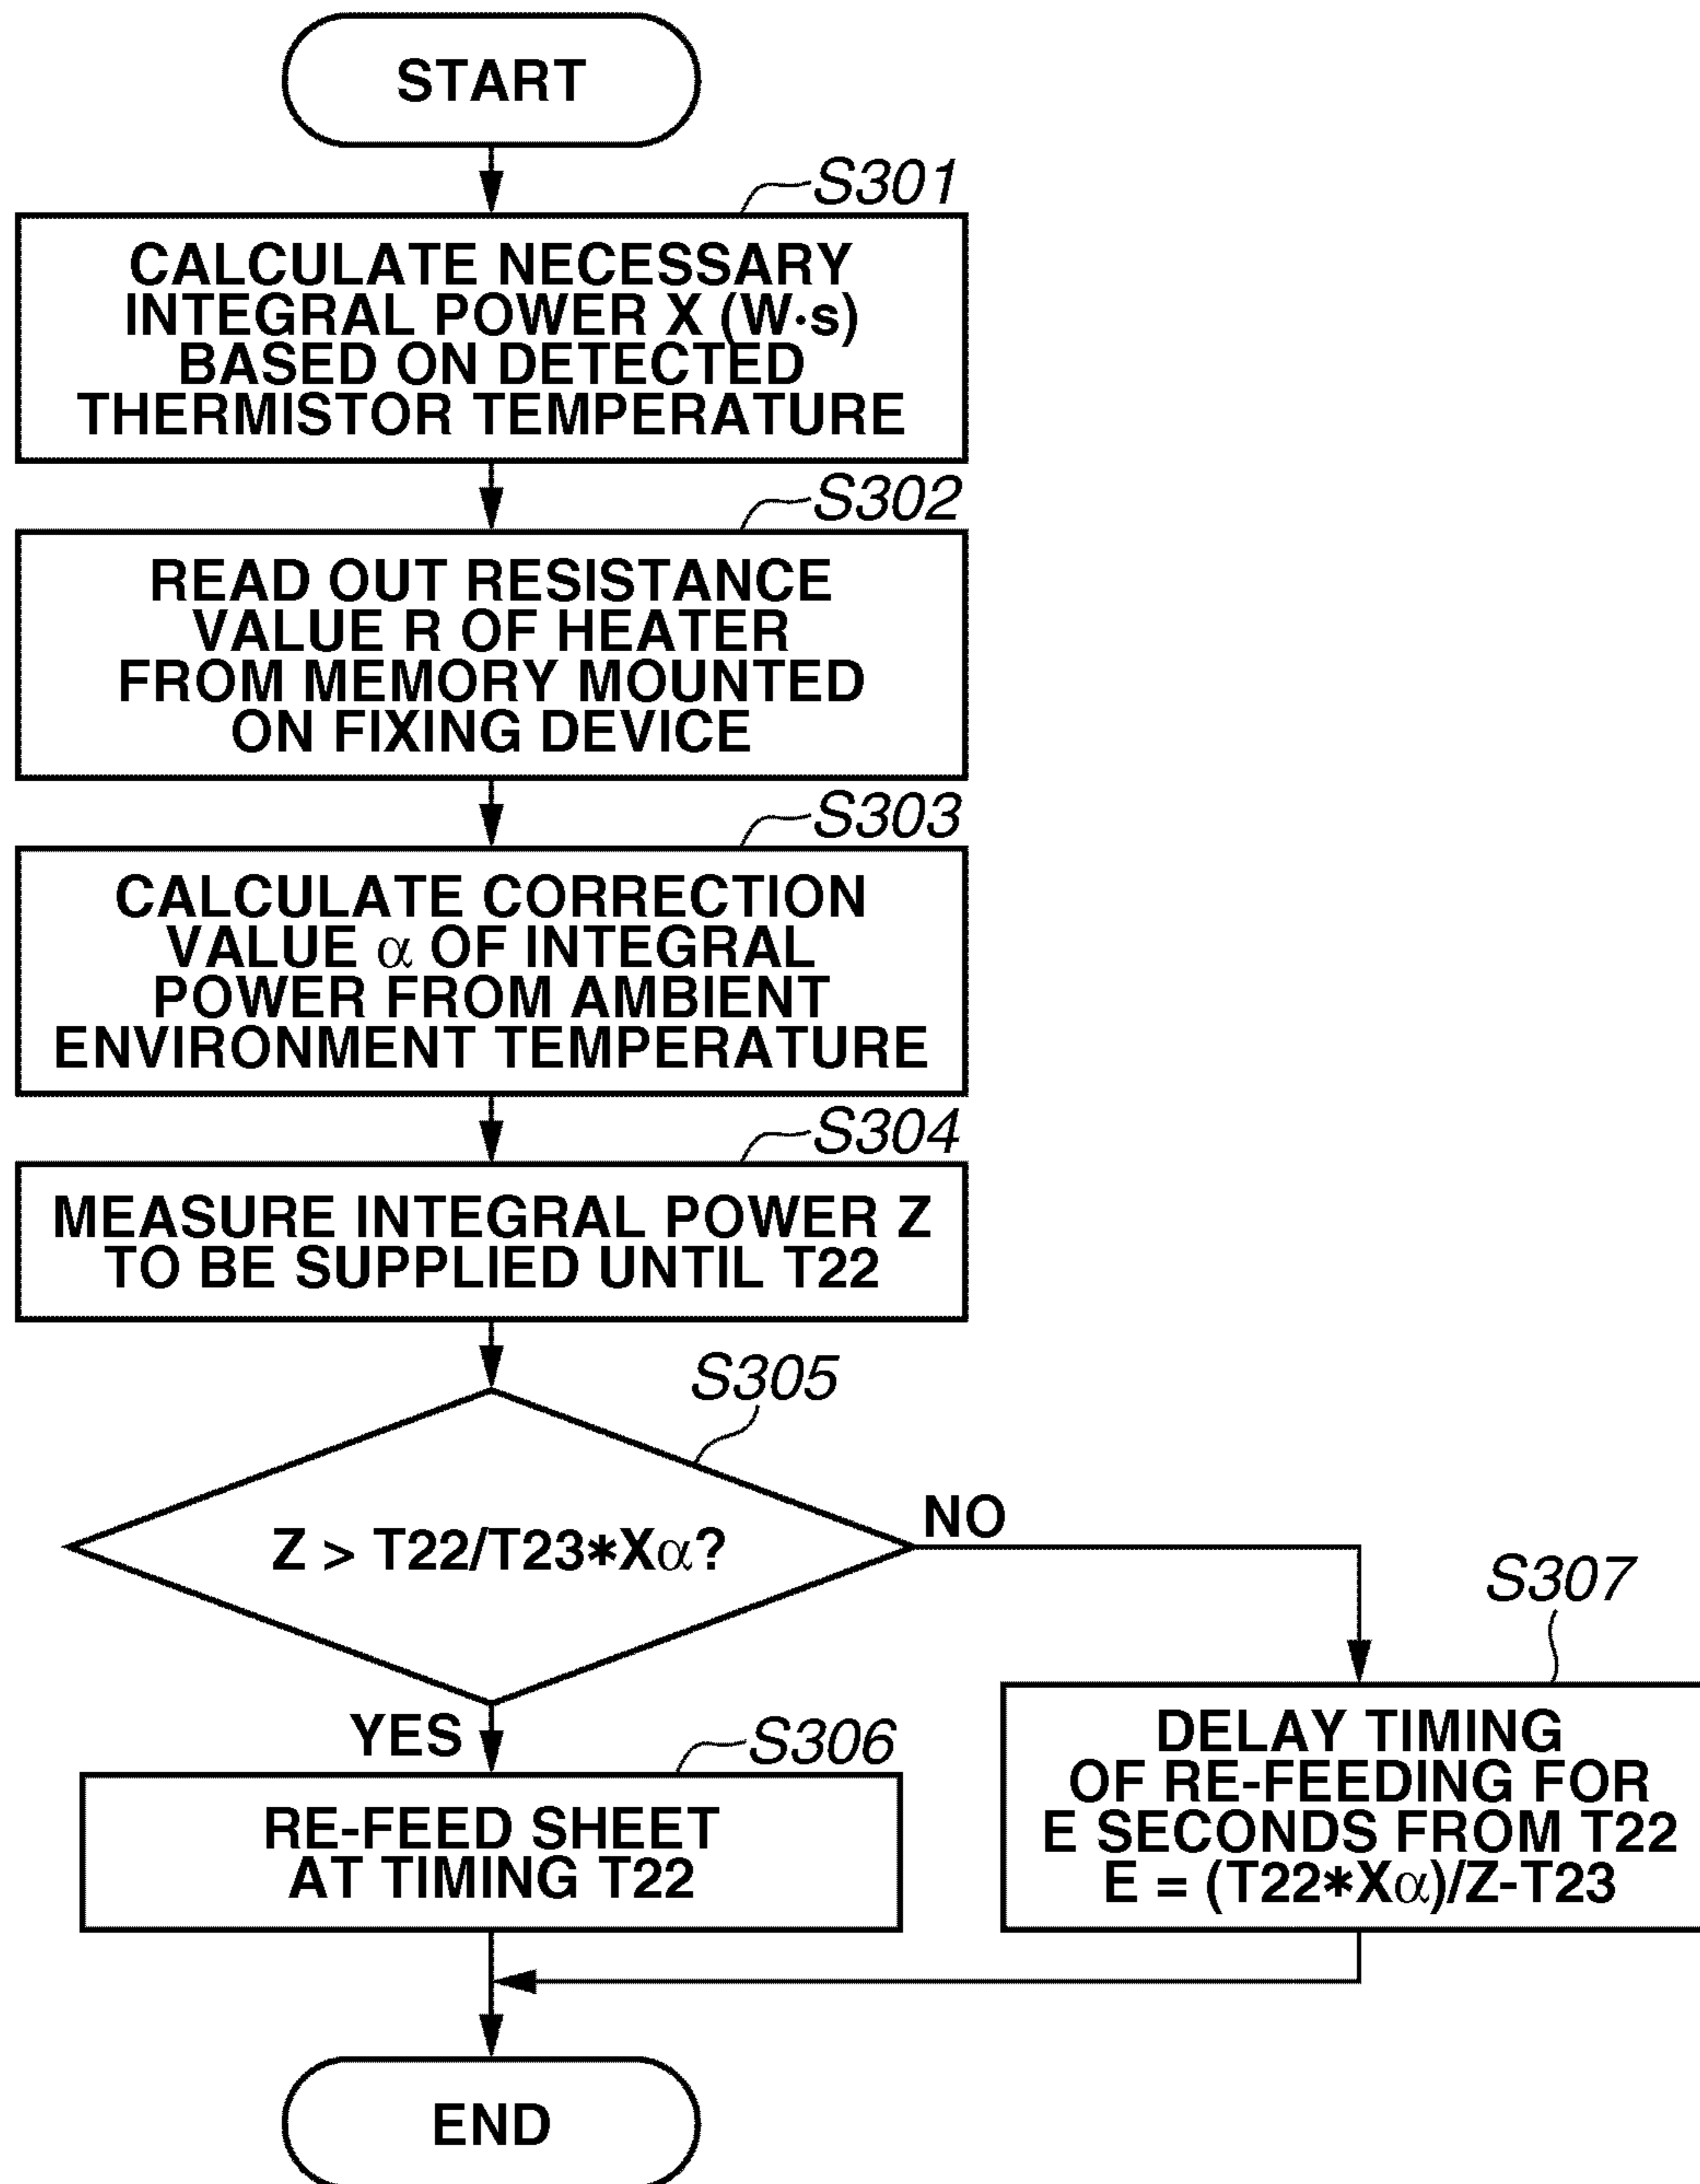 START
S301
CALCULATE NECESSARY
INTEGRAL POWER X (W·s)
BASED ON DETECTED
THERMISTOR TEMPERATURE
S302
READ OUT RESISTANCE
VALUE R OF HEATER
FROM MEMORY MOUNTED
ON FIXING DEVICE
S303
CALCULATE CORRECTION
VALUE α OF INTEGRAL
POWER FROM AMBIENT
ENVIRONMENT TEMPERATURE
S304
MEASURE INTEGRAL POWER Z
TO BE SUPPLIED UNTIL T22
S305
Z > T22/T23*Xα?
NO
YES
S306
RE-FEED SHEET
AT TIMING T22
S307
DELAY TIMING
OF RE-FEEDING FOR
E SECONDS FROM T22
E = (T22*Xα)/Z-T23
END